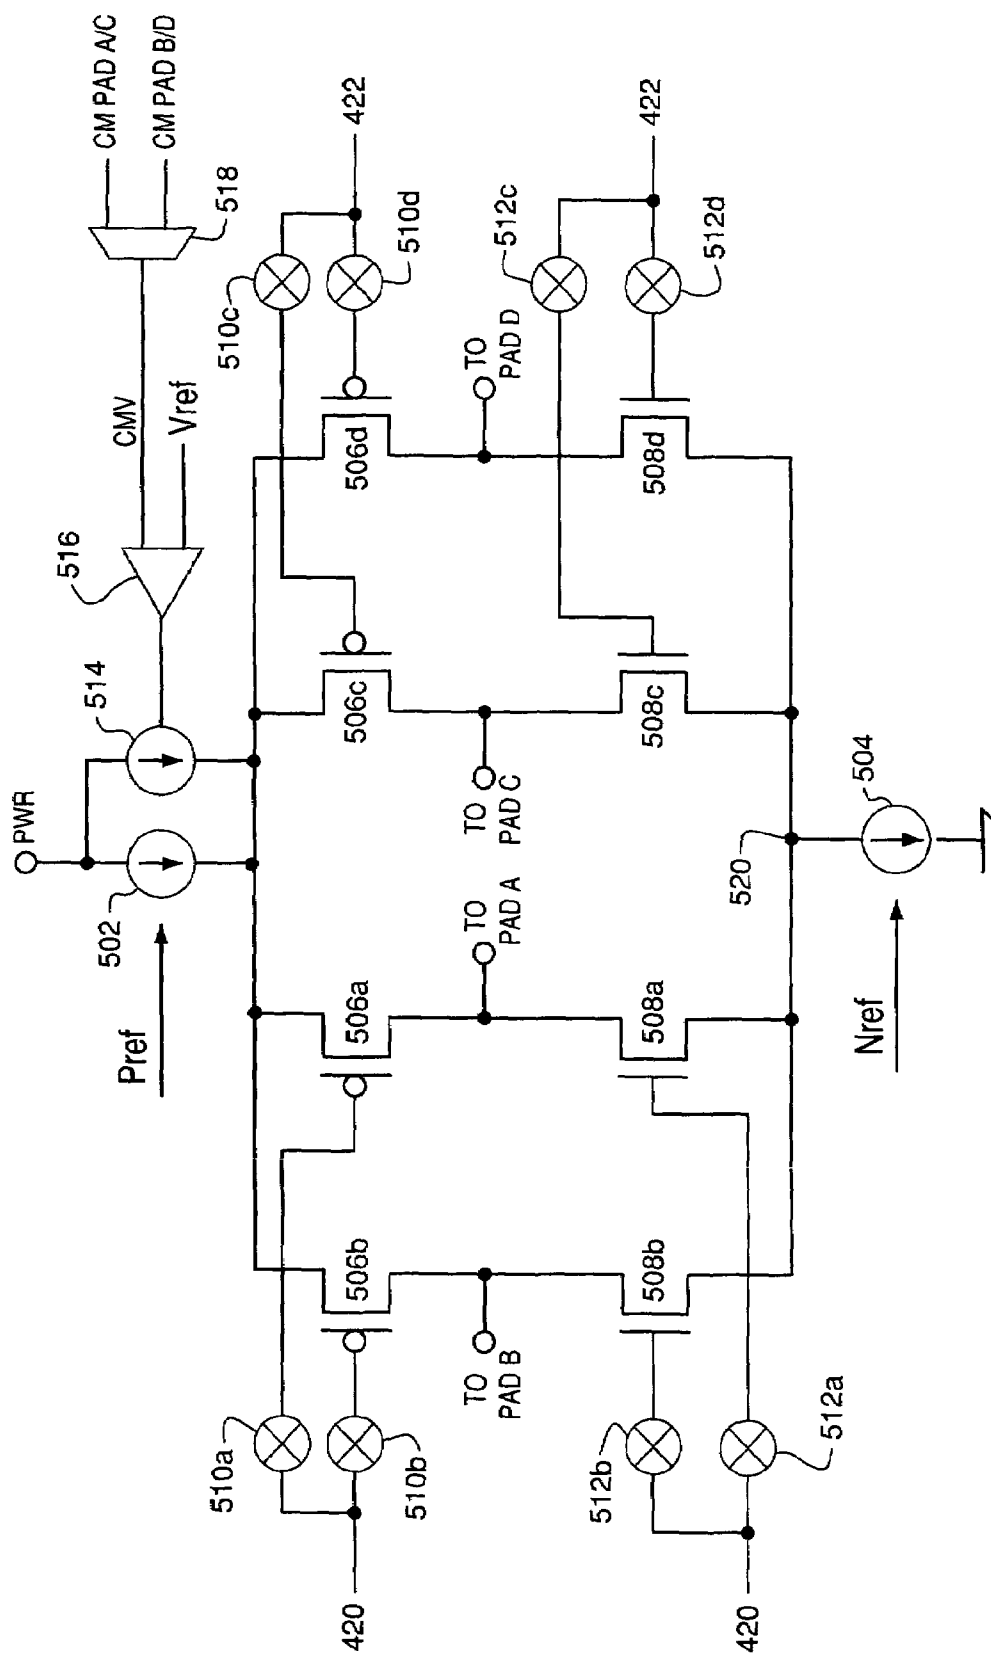 PWR
CM PAD A/C
CM PAD B/D
518
CMV
Vref
516
514
502
Pref
422
510c
510d
506b
506a
506c
506d
510a
510b
420
TO
PAD B
TO
PAD A
TO
PAD C
TO
PAD D
422
512c
512d
508b
508a
508c
508d
512b
512a
420
520
504
Nref